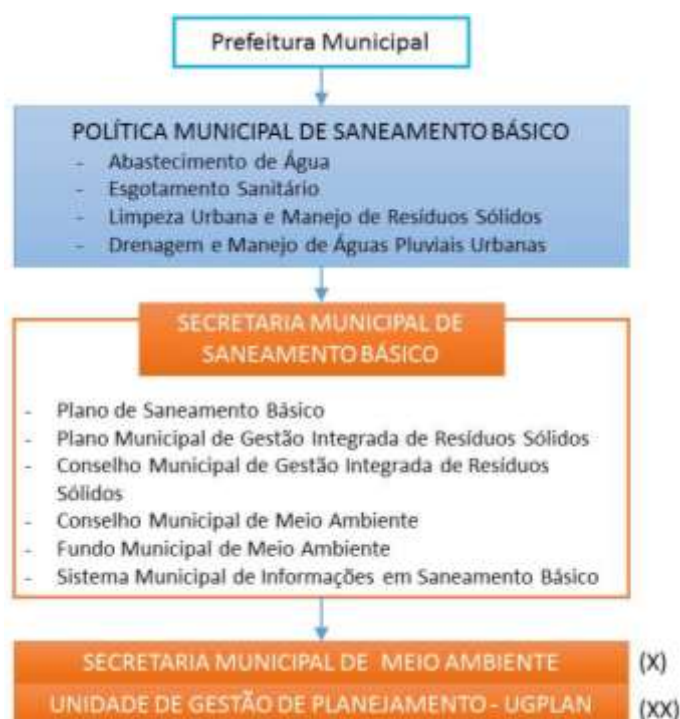 Prefeitura Municipal
POLÍTICA MUNICIPAL DE SANEAMENTO BÁSICO
- Abastecimento de Água
- Esgotamento Sanitário
- Limpeza Urbana e Manejo de Resíduos Sólidos
- Drenagem e Manejo de Águas Pluviais Urbanas
SECRETARIA MUNICIPAL DE
SANEAMENTO BÁSICO
- Plano de Saneamento Básico
- Plano Municipal de Gestão Integrada de Resíduos Sólidos
- Conselho Municipal de Gestão Integrada de Resíduos
Sólidos
- Conselho Municipal de Meio Ambiente
- Fundo Municipal de Meio Ambiente
- Sistema Municipal de Informações em Saneamento Básico
SECRETARIA MUNICIPAL DE MEIO AMBIENTE (X)
UNIDADE DE GESTÃO DE PLANEJAMENTO - UGPLAN (XX)